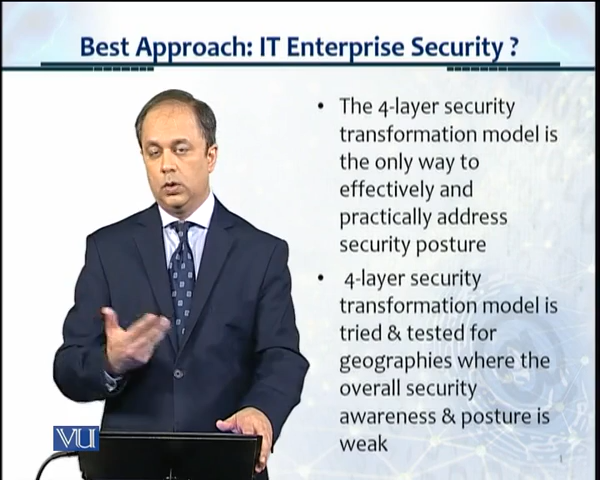 Best Approach: IT Enterprise Security ?
• The 4-layer security
transformation model is
the only way to
effectively and
practically address
security posture
• 4-layer security
transformation model is
tried & tested for
geographies where the
overall security
awareness & posture is
weak
VU